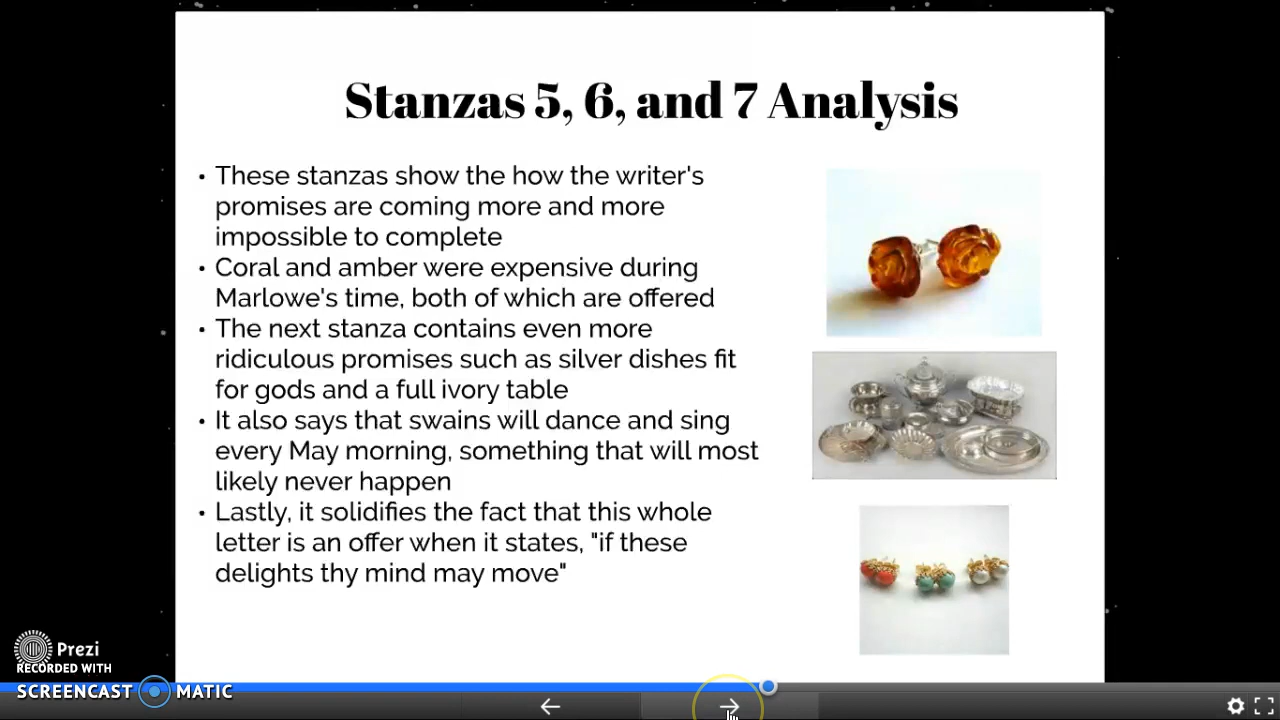 Stanzas 5, 6, and 7 Analysis
• These stanzas show the how the writer's
promises are coming more and more
impossible to complete
• Coral and amber were expensive during
Marlowe's time, both of which are offered
• The next stanza contains even more
ridiculous promises such as silver dishes fit
for gods and a full ivory table
• It also says that swains will dance and sing
every May morning, something that will most
likely never happen
• Lastly, it solidifies the fact that this whole
letter is an offer when it states, "if these
delights thy mind may move"
Prezi
RECORDED WITH
SCREENCAST MATIC